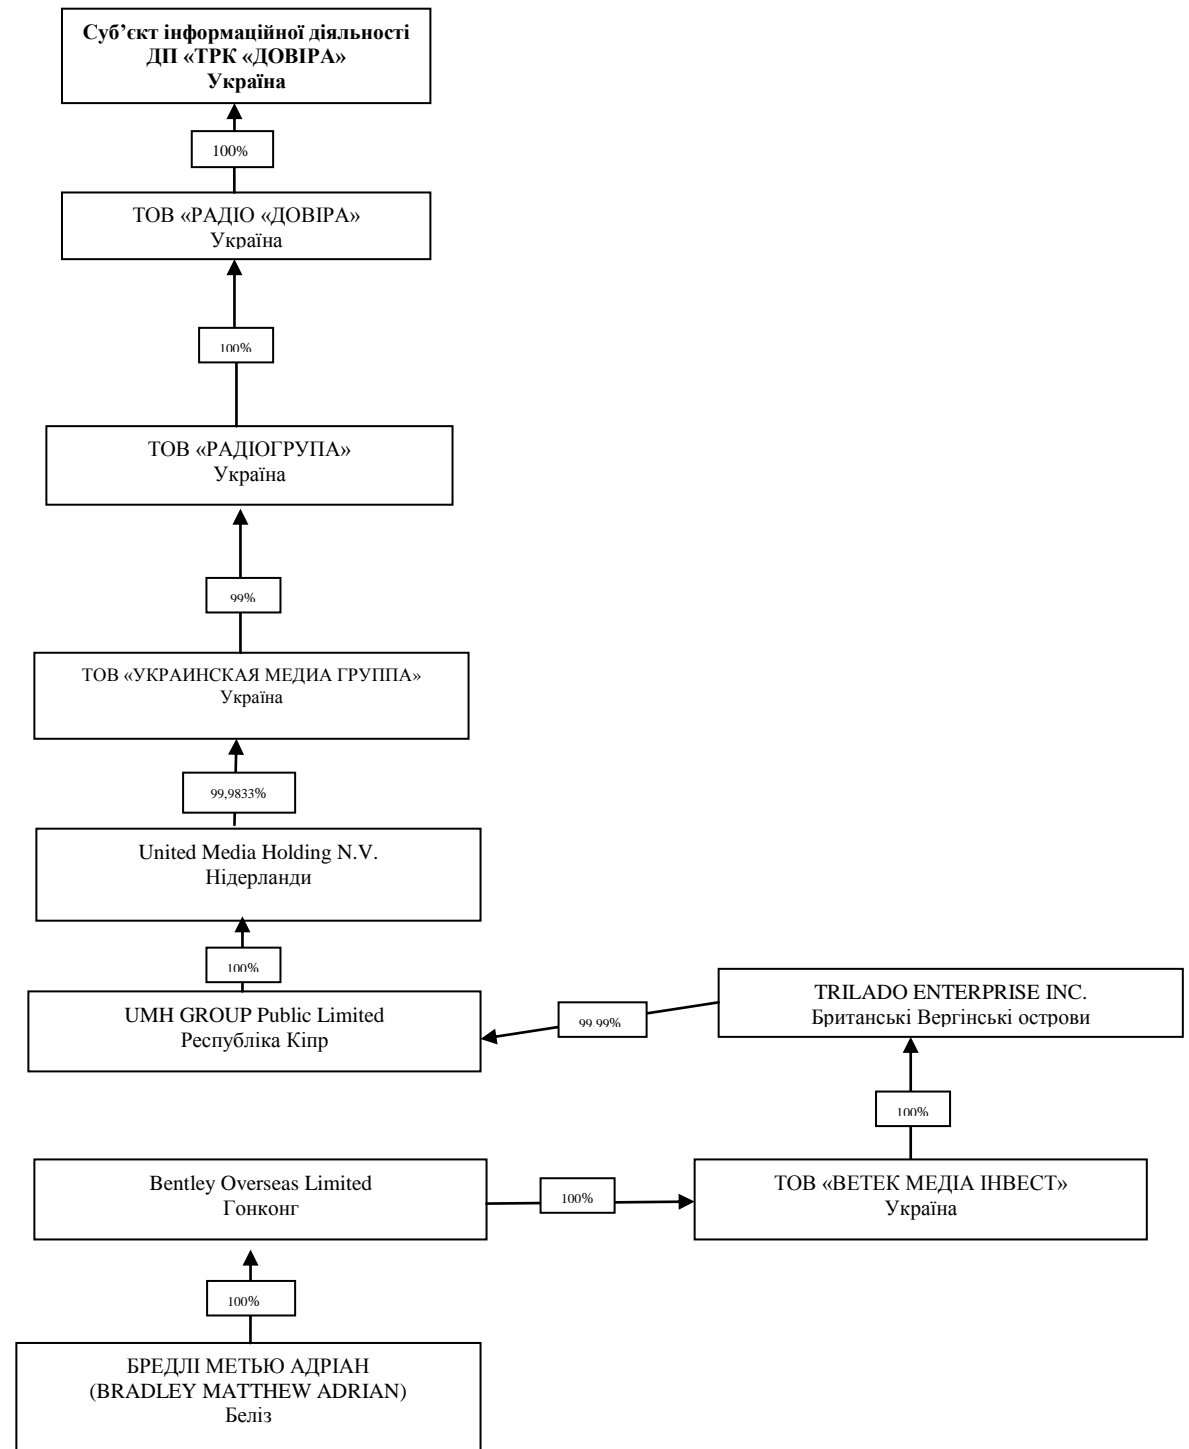 Суб’єкт інформаційної діяльності
ДП «ТРК «ДОВІРА»
Україна
100%
ТОВ «РАДІО «ДОВІРА»
Україна
100%
ТОВ «РАДІОГРУПА»
Україна
99%
ТОВ «УКРАИНСКАЯ МЕДИА ГРУППА»
Україна
99,9833%
United Media Holding N.V.
Нідерланди
100%
UMH GROUP Public Limited
Республіка Кіпр
99.99%
TRILADO ENTERPRISE INC.
Британські Вергінські острови
100%
Bentley Overseas Limited
Гонконг
100%
ТОВ «ВЕТЕК МЕДІА ІНВЕСТ»
Україна
100%
БРЕДЛІ МЕТЬЮ АДРІАН
(BRADLEY MATTHEW ADRIAN)
Беліз